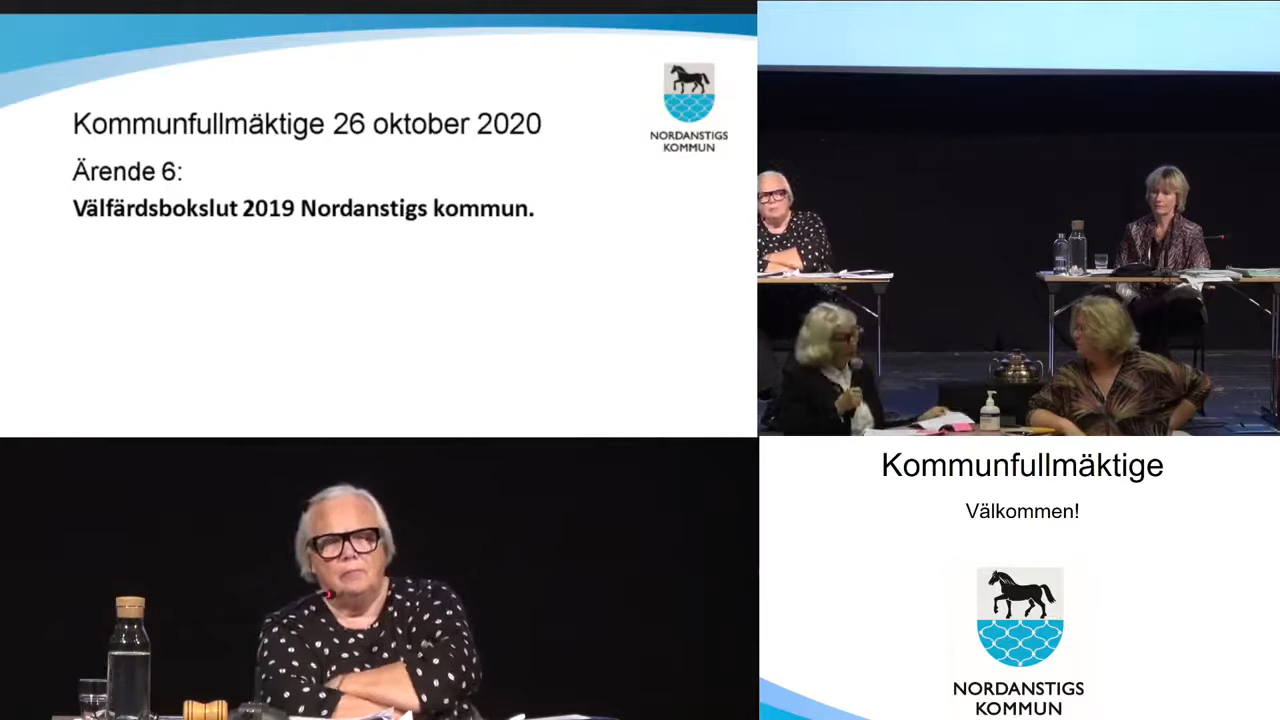 Kommunfullmäktige 26 oktober 2020
Ärende 6:
Välfärdsbokslut 2019 Nordanstigs kommun.
NORDANSTIGS
KOMMUN
Kommunfullmäktige
Välkommen!
NORDANSTIGS
KOMMUN